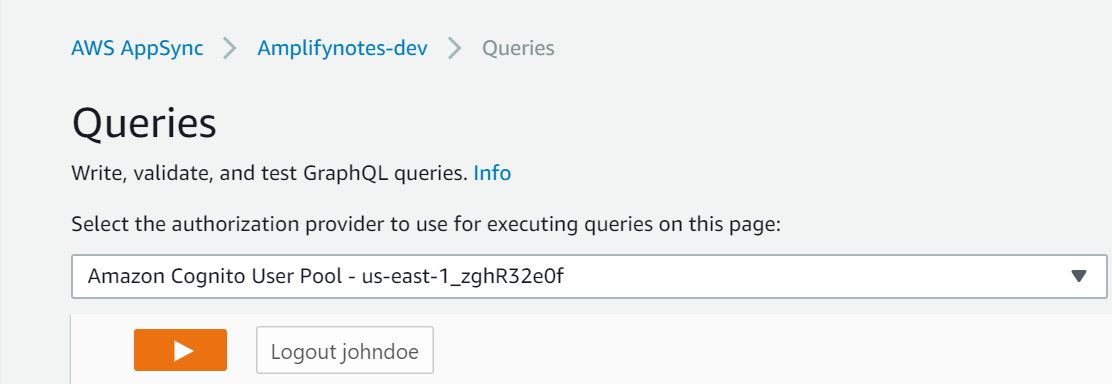 AWS AppSync > Amplifynotes-dev > Queries
Queries
Write, validate, and test GraphQL queries. Info
Select the authorization provider to use for executing queries on this page:
Amazon Cognito User Pool - us-east-1_zghR32e0f
Logout johndoe